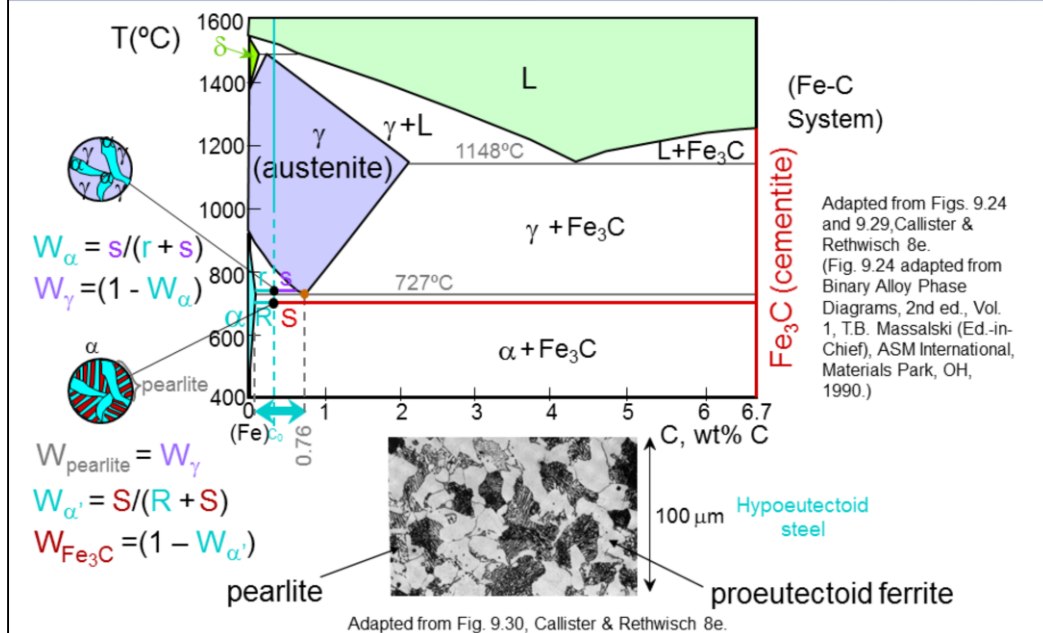 1600
T(ºC)
δ
1400
L
(Fe-C
System)
γ+L
γ
(austenite)
1200
1148ºC
L+Fe3C
α
γ
γ
α
α
γ
γ
1000
γ + Fe3C
Fe3C (cementite)
Adapted from Figs. 9.24
and 9.29,Callister &
Rethwisch 8e.
(Fig. 9.24 adapted from
Binary Alloy Phase
Diagrams, 2nd ed., Vol.
1, T.B. Massalski (Ed.-in-
Chief), ASM International,
Materials Park, OH,
1990.)
Wα = s/(r + s)
Wγ =(1 - Wα)
800
r s
727ºC
α R S
α
pearlite
600
α + Fe3C
400
0 1 2 3 4 5 6 6.7
(Fe)
C0
0.76
C, wt% C
Wpearlite = Wγ
Wα' = S/(R + S)
WFe3C =(1 – Wα')
100 μm
Hypoeutectoid
steel
pearlite
proeutectoid ferrite
Adapted from Fig. 9.30, Callister & Rethwisch 8e.